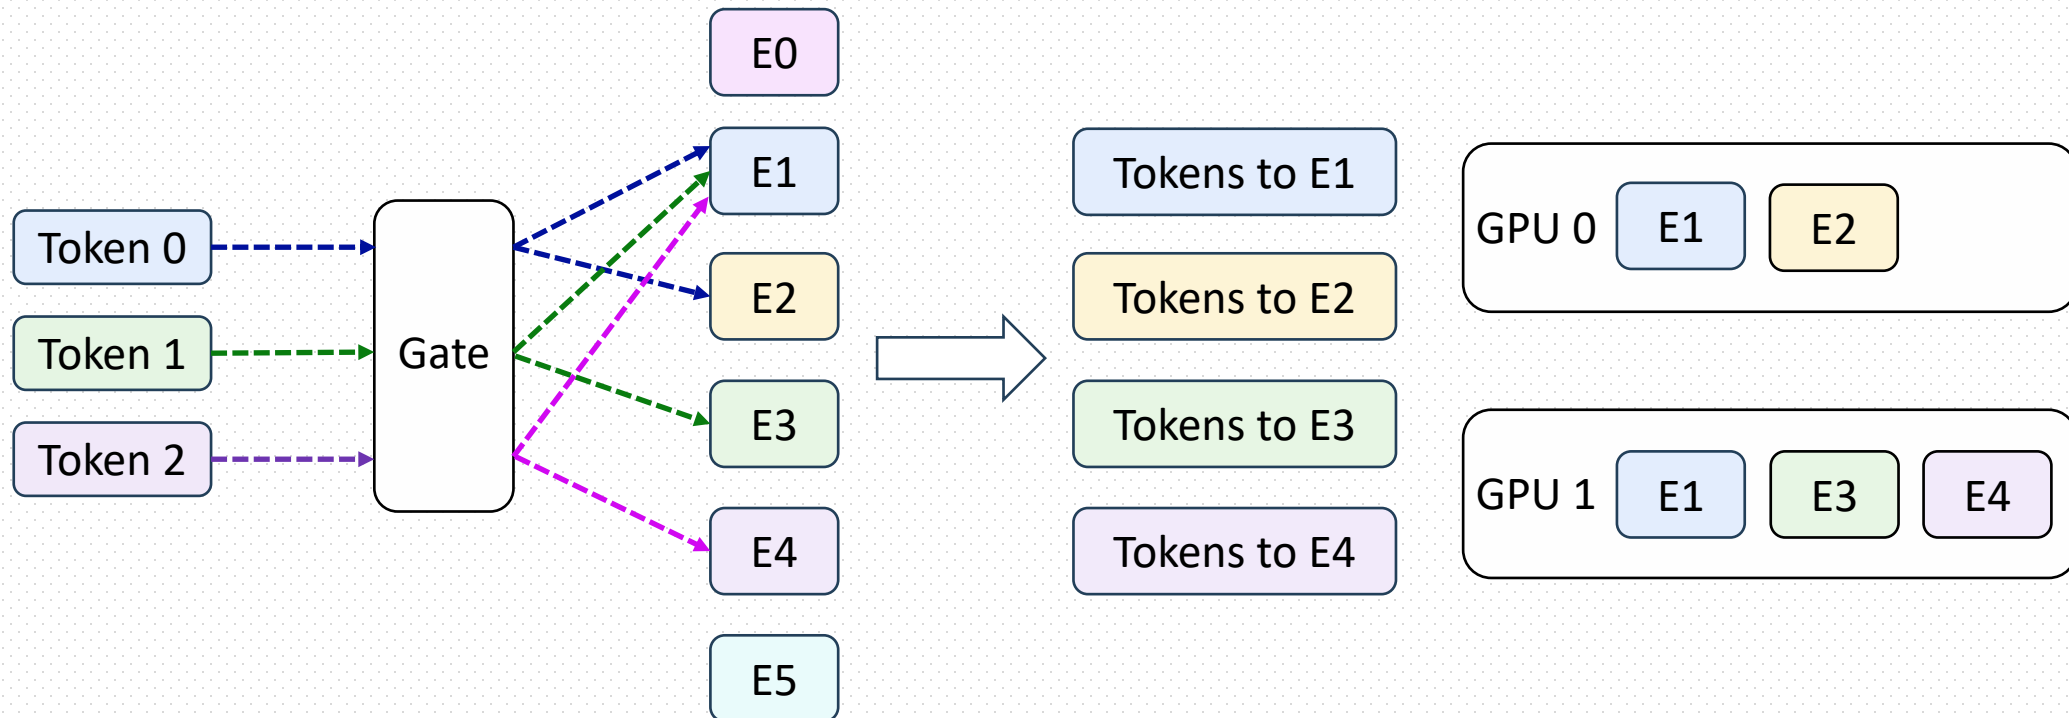 Token 0
Token 1
Token 2
Gate
E0
E1
E2
E3
E4
E5
Tokens to E1
Tokens to E2
Tokens to E3
Tokens to E4
GPU 0 E1 E2
GPU 1 E1 E3 E4